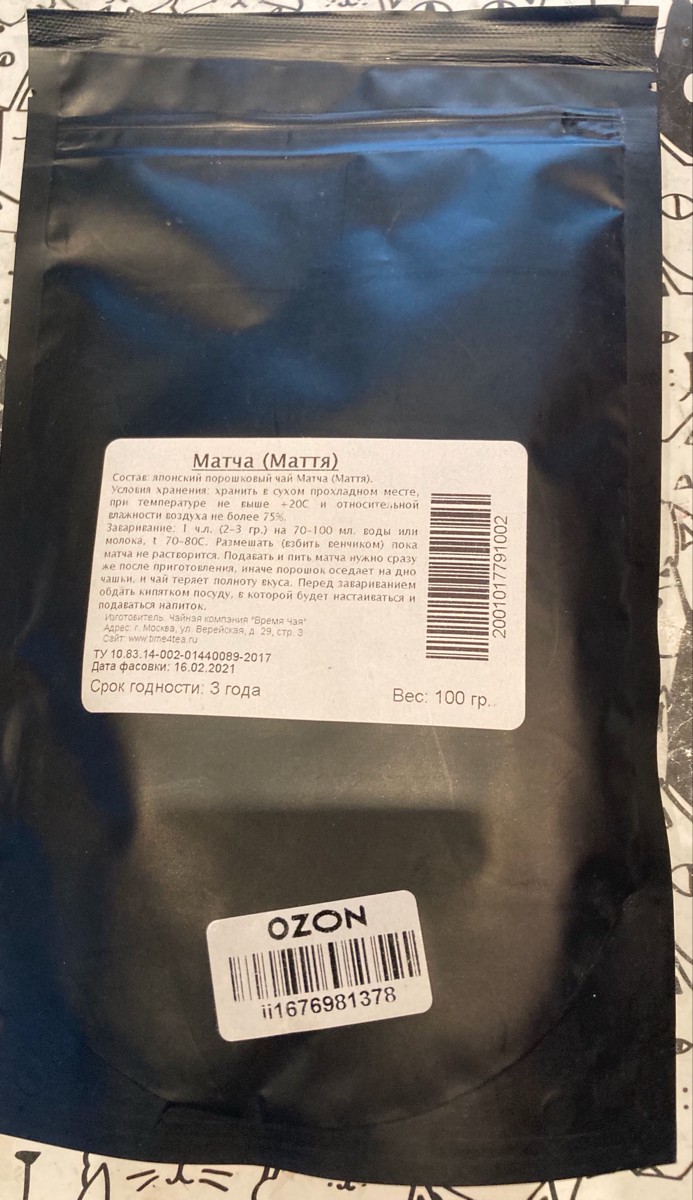 Матча (Маття)
Состав: японский порошковый чай Матча (Маття).
Условия хранения: хранить в сухом прохладном месте,
при температуре не выше +20С и относительной
влажности воздуха не более 75%.
Заваривание: 1 ч.л. (2-3 гр.) на 70-100 мл. воды или
молока, t 70-80С. Размешать (взбить венчиком) пока
матча не растворится. Подавать и пить матча нужно сразу
же после приготовления, иначе порошок оседает на дно
чашки, и чай теряет полноту вкуса. Перед завариванием
обдать кипятком посуду, в которой будет настаиваться и
подаваться напиток.
Изготовитель: Чайная компания "Время Чая"
Адрес: г. Москва, ул. Верейская, д. 29, стр. 3
Сайт: www.time4tea.ru
ТУ 10.83.14-002-01440089-2017
Дата фасовки: 16.02.2021
Срок годности: 3 года
Вес: 100 гр.
2001017791002
OZON
ii1676981378